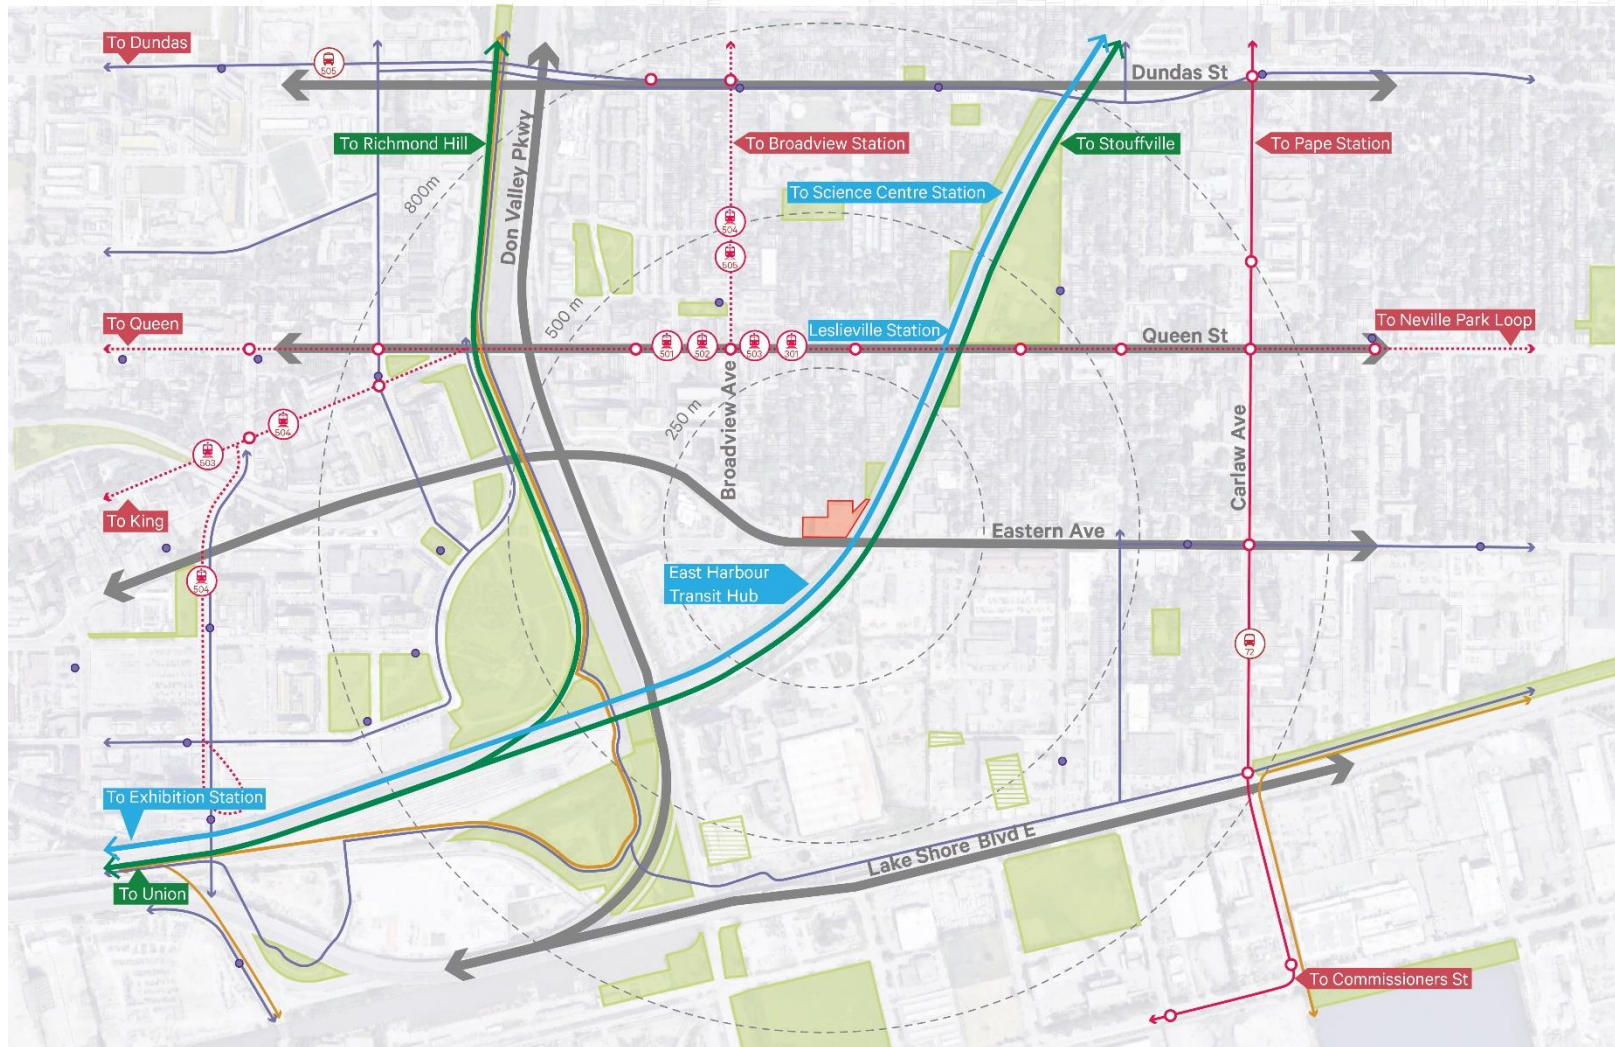 To Dundas
505
Dundas St
To Richmond Hill
Don Valley Pkwy
To Broadview Station
To Stouffville
To Pape Station
800m
To Science Centre Station
504
505
500 m
To Queen
Leslieville Station
Queen St
To Neville Park Loop
501
502
503
301
Broadview Ave
250 m
504
503
Carlaw Ave
To King
Eastern Ave
504
East Harbour
Transit Hub
72
To Exhibition Station
Lake Shore Blvd E
To Union
To Commissioners St